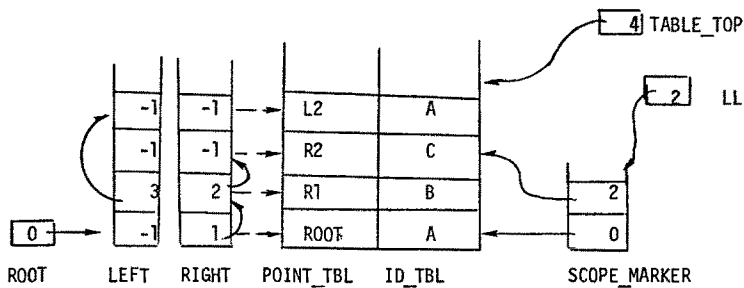 4 TABLE_TOP
2 LL
-1 -1 L2 A
-1 -1 R2 C
3 2 R1 B 2
0 -1 1 ROOT A 0
ROOT LEFT RIGHT POINT_TBL ID_TBL SCOPE_MARKER